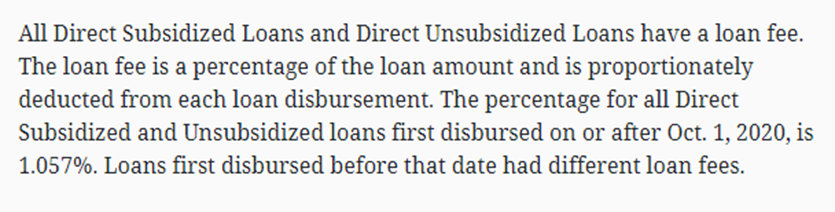 All Direct Subsidized Loans and Direct Unsubsidized Loans have a loan fee.
The loan fee is a percentage of the loan amount and is proportionately
deducted from each loan disbursement. The percentage for all Direct
Subsidized and Unsubsidized loans first disbursed on or after Oct. 1, 2020, is
1.057%. Loans first disbursed before that date had different loan fees.